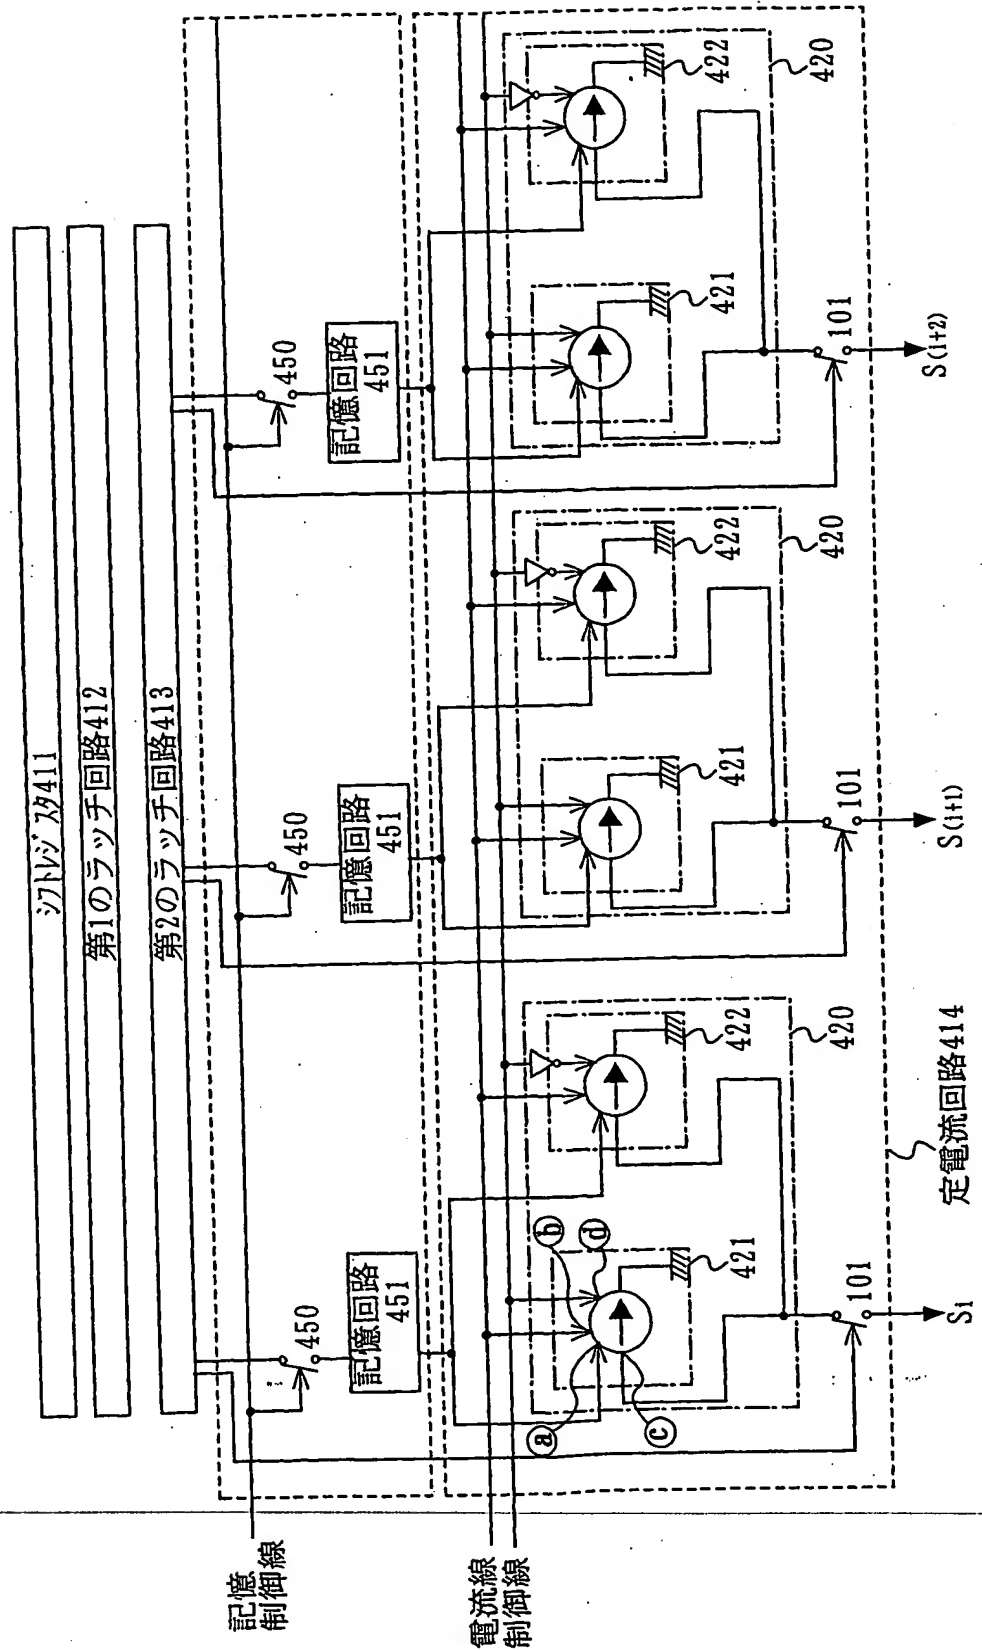 シフトレジスタ411
第1のラッチ回路412
第2のラッチ回路413
記憶
制御線
450
450
450
記憶回路
451
記憶回路
451
記憶回路
451
電流線
制御線
ⓐ
ⓑ
ⓒ
ⓓ
421
422
420
421
422
420
421
422
420
101
101
101
Si
S(i+1)
S(i+2)
定電流回路414